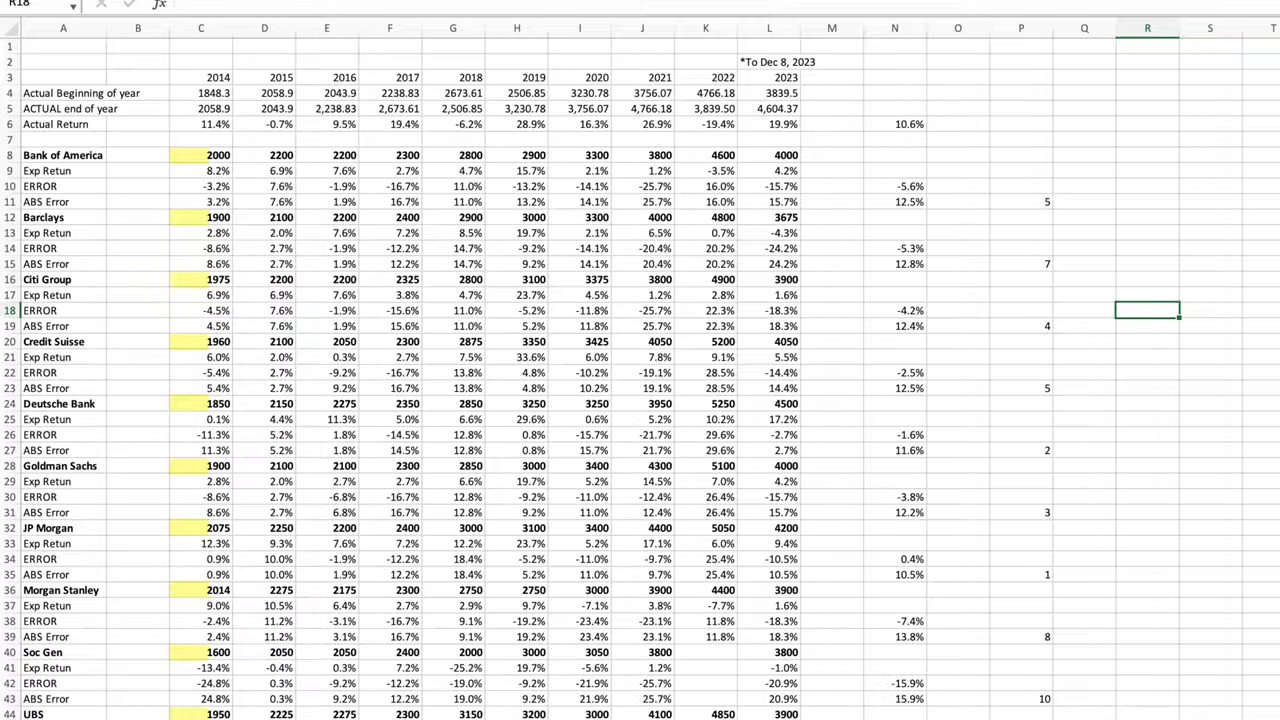 R18 fx
A B C D E F G H I J K L M N O P Q R S T
1
2 *To Dec 8, 2023
3 2014 2015 2016 2017 2018 2019 2020 2021 2022 2023
4 Actual Beginning of year 1848.3 2058.9 2043.9 2238.83 2673.61 2506.85 3230.78 3756.07 4766.18 3839.5
5 ACTUAL end of year 2058.9 2043.9 2,238.83 2,673.61 2,506.85 3,230.78 3,756.07 4,766.18 3,839.50 4,604.37
6 Actual Return 11.4% -0.7% 9.5% 19.4% -6.2% 28.9% 16.3% 26.9% -19.4% 19.9% 10.6%
7
8 Bank of America 2000 2200 2200 2300 2800 2900 3300 3800 4600 4000
9 Exp Retun 8.2% 6.9% 7.6% 2.7% 4.7% 15.7% 2.1% 1.2% -3.5% 4.2%
10 ERROR -3.2% 7.6% -1.9% -16.7% 11.0% -13.2% -14.1% -25.7% 16.0% -15.7% -5.6%
11 ABS Error 3.2% 7.6% 1.9% 16.7% 11.0% 13.2% 14.1% 25.7% 16.0% 15.7% 12.5% 5
12 Barclays 1900 2100 2200 2400 2900 3000 3300 4000 4800 3675
13 Exp Retun 2.8% 2.0% 7.6% 7.2% 8.5% 19.7% 2.1% 6.5% 0.7% -4.3%
14 ERROR -8.6% 2.7% -1.9% -12.2% 14.7% -9.2% -14.1% -20.4% 20.2% -24.2% -5.3%
15 ABS Error 8.6% 2.7% 1.9% 12.2% 14.7% 9.2% 14.1% 20.4% 20.2% 24.2% 12.8% 7
16 Citi Group 1975 2200 2200 2325 2800 3100 3375 3800 4900 3900
17 Exp Retun 6.9% 6.9% 7.6% 3.8% 4.7% 23.7% 4.5% 1.2% 2.8% 1.6%
18 ERROR -4.5% 7.6% -1.9% -15.6% 11.0% -5.2% -11.8% -25.7% 22.3% -18.3% -4.2%
19 ABS Error 4.5% 7.6% 1.9% 15.6% 11.0% 5.2% 11.8% 25.7% 22.3% 18.3% 12.4% 4
20 Credit Suisse 1960 2100 2050 2300 2875 3350 3425 4050 5200 4050
21 Exp Retun 6.0% 2.0% 0.3% 2.7% 7.5% 33.6% 6.0% 7.8% 9.1% 5.5%
22 ERROR -5.4% 2.7% -9.2% -16.7% 13.8% 4.8% -10.2% -19.1% 28.5% -14.4% -2.5%
23 ABS Error 5.4% 2.7% 9.2% 16.7% 13.8% 4.8% 10.2% 19.1% 28.5% 14.4% 12.5% 5
24 Deutsche Bank 1850 2150 2275 2350 2850 3250 3250 3950 5250 4500
25 Exp Retun 0.1% 4.4% 11.3% 5.0% 6.6% 29.6% 0.6% 5.2% 10.2% 17.2%
26 ERROR -11.3% 5.2% 1.8% -14.5% 12.8% 0.8% -15.7% -21.7% 29.6% -2.7% -1.6%
27 ABS Error 11.3% 5.2% 1.8% 14.5% 12.8% 0.8% 15.7% 21.7% 29.6% 2.7% 11.6% 2
28 Goldman Sachs 1900 2100 2100 2300 2850 3000 3400 4300 5100 4000
29 Exp Retun 2.8% 2.0% 2.7% 2.7% 6.6% 19.7% 5.2% 14.5% 7.0% 4.2%
30 ERROR -8.6% 2.7% -6.8% -16.7% 12.8% -9.2% -11.0% -12.4% 26.4% -15.7% -3.8%
31 ABS Error 8.6% 2.7% 6.8% 16.7% 12.8% 9.2% 11.0% 12.4% 26.4% 15.7% 12.2% 3
32 JP Morgan 2075 2250 2200 2400 3000 3100 3400 4400 5050 4200
33 Exp Retun 12.3% 9.3% 7.6% 7.2% 12.2% 23.7% 5.2% 17.1% 6.0% 9.4%
34 ERROR 0.9% 10.0% -1.9% -12.2% 18.4% -5.2% -11.0% -9.7% 25.4% -10.5% 0.4%
35 ABS Error 0.9% 10.0% 1.9% 12.2% 18.4% 5.2% 11.0% 9.7% 25.4% 10.5% 10.5% 1
36 Morgan Stanley 2014 2275 2175 2300 2750 2750 3000 3900 4400 3900
37 Exp Retun 9.0% 10.5% 6.4% 2.7% 2.9% 9.7% -7.1% 3.8% -7.7% 1.6%
38 ERROR -2.4% 11.2% -3.1% -16.7% 9.1% -19.2% -23.4% -23.1% 11.8% -18.3% -7.4%
39 ABS Error 2.4% 11.2% 3.1% 16.7% 9.1% 19.2% 23.4% 23.1% 11.8% 18.3% 13.8% 8
40 Soc Gen 1600 2050 2050 2400 2000 3000 3050 3800 3800
41 Exp Retun -13.4% -0.4% 0.3% 7.2% -25.2% 19.7% -5.6% 1.2% -1.0%
42 ERROR -24.8% 0.3% -9.2% -12.2% -19.0% -9.2% -21.9% -25.7% -20.9% -15.9%
43 ABS Error 24.8% 0.3% 9.2% 12.2% 19.0% 9.2% 21.9% 25.7% 20.9% 15.9% 10
44 UBS 1950 2225 2275 2300 3150 3200 3000 4100 4850 3900